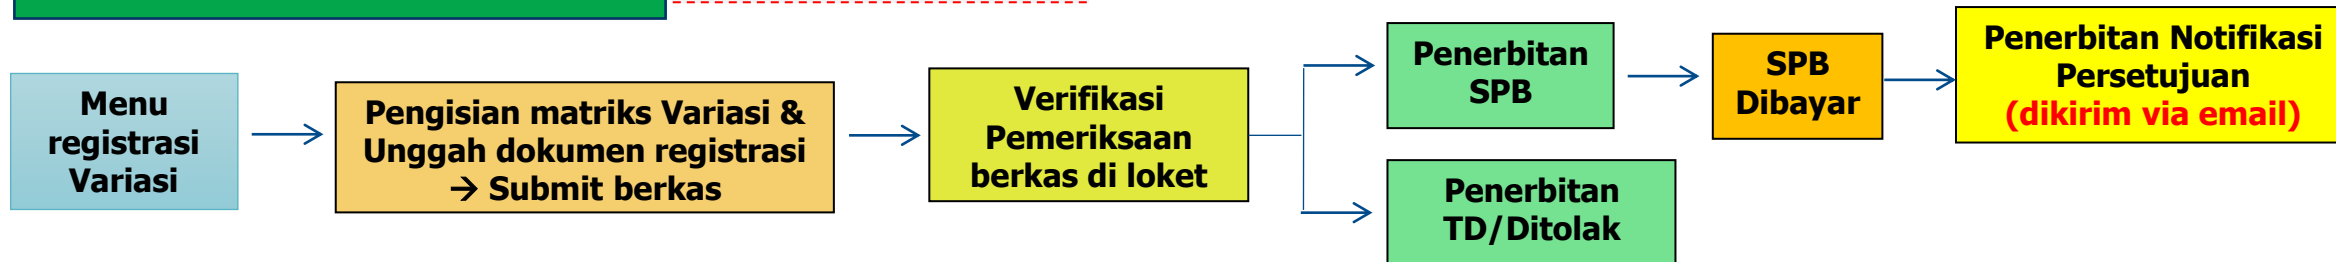 Menu
registrasi
Variasi
Pengisian matriks Variasi &
Unggah dokumen registrasi
→ Submit berkas
Verifikasi
Pemeriksaan
berkas di loket
Penerbitan
SPB
SPB
Dibayar
Penerbitan Notifikasi
Persetujuan
(dikirim via email)
Penerbitan
TD/Ditolak